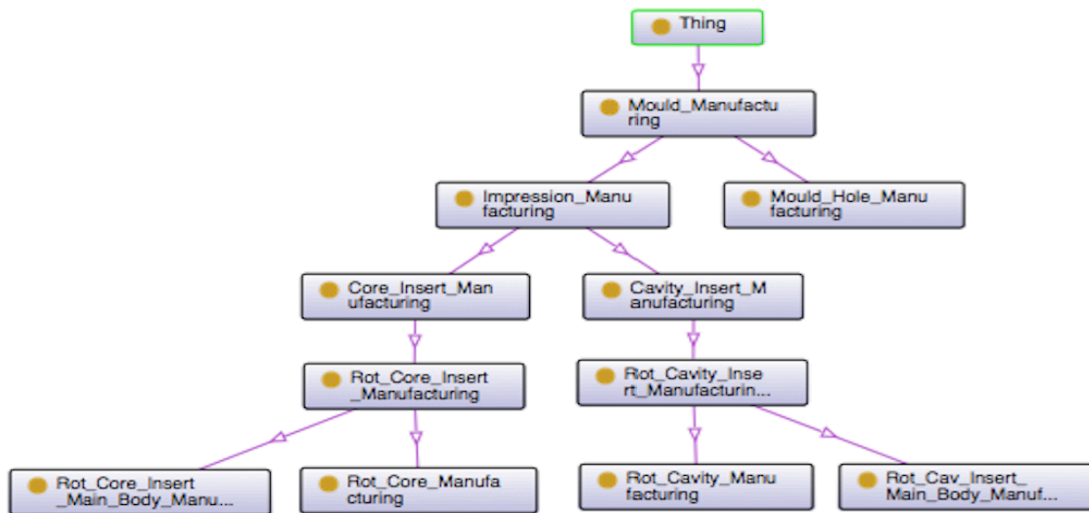 Thing
Mould_Manufactu
ring
Impression_Manu
facturing
Mould_Hole_Manu
facturing
Core_Insert_Man
ufacturing
Cavity_Insert_M
anufacturing
Rot_Core_Insert
_Manufacturing
Rot_Cavity_Inse
rt_Manufacturin...
Rot_Core_Insert
_Main_Body_Manu...
Rot_Core_Manufa
cturing
Rot_Cavity_Manu
facturing
Rot_Cav_Insert_
Main_Body_Manuf...